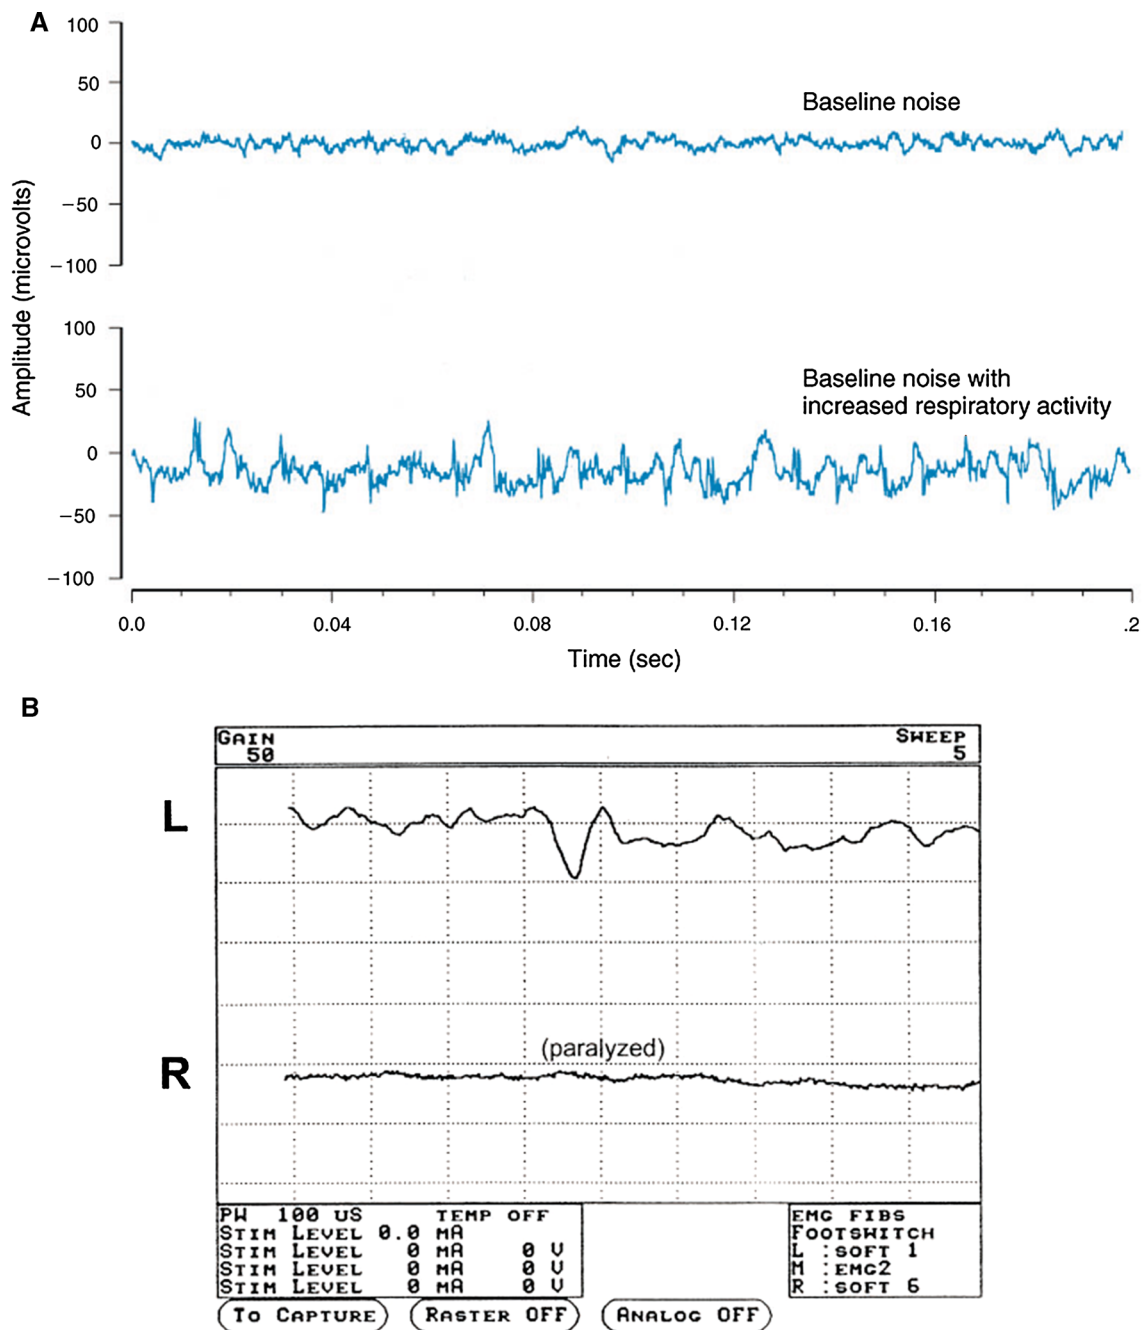 A
100
50
0
−50
−100
Baseline noise
Amplitude (microvolts)
100
50
0
−50
−100
Baseline noise with
increased respiratory activity
0.0 0.04 0.08 0.12 0.16 .2
Time (sec)
B
GAIN SWEEP
50 5
L
(paralyzed)
R
PW 100 US TEMP OFF
STIM LEVEL 0.0 MA
STIM LEVEL 0 MA 0 V
STIM LEVEL 0 MA 0 V
STIM LEVEL 0 MA 0 V
EMG FIBS
FOOTSWITCH
L :SOFT 1
M :EMG2
R :SOFT 6
TO CAPTURE RASTER OFF ANALOG OFF